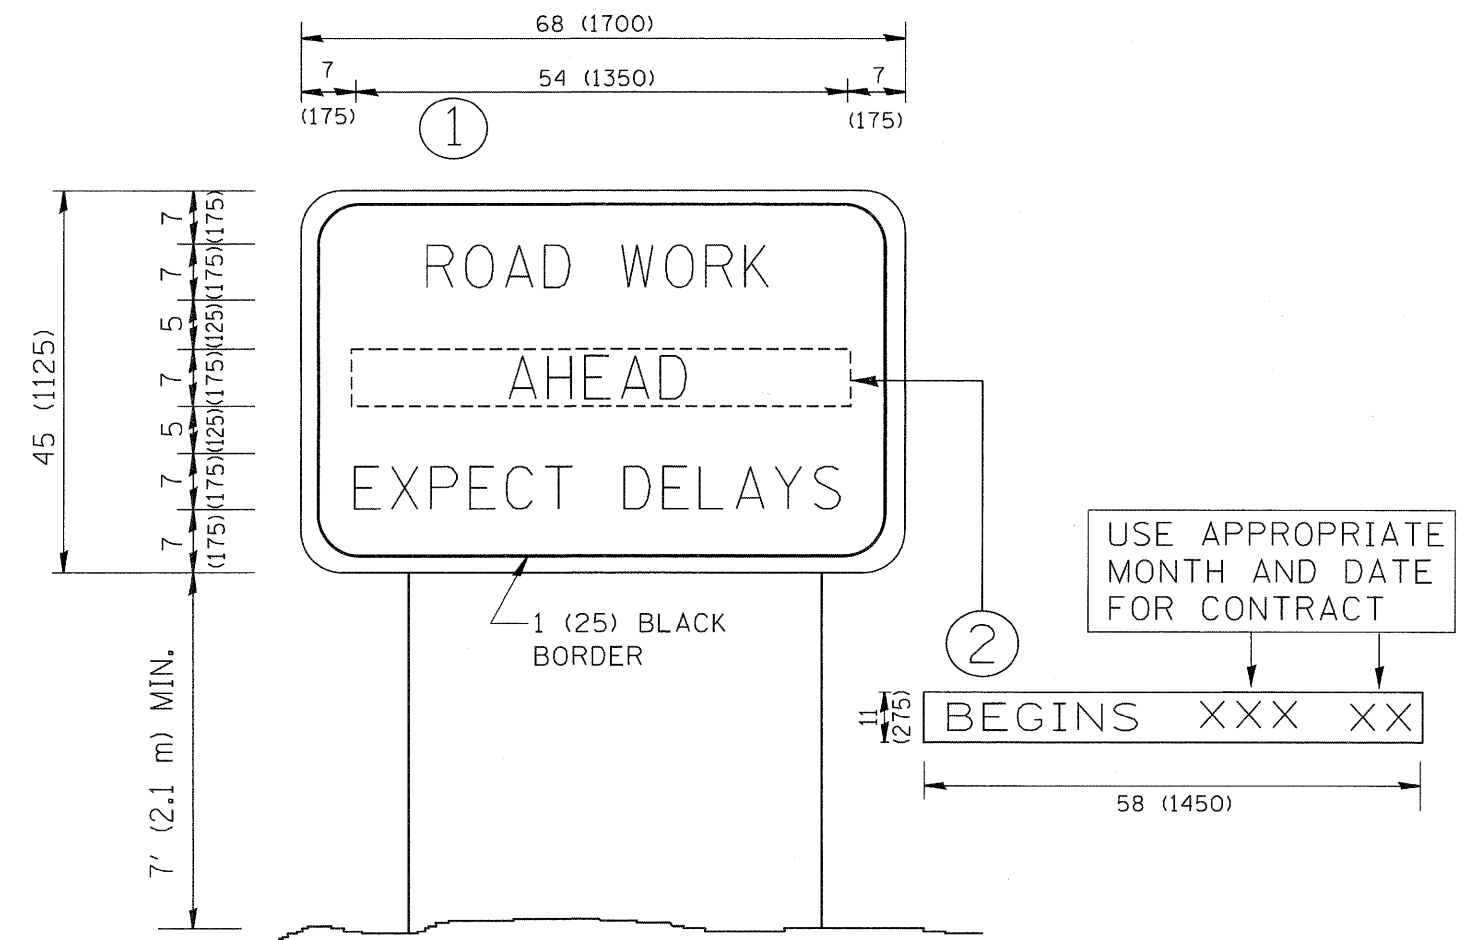 68 (1700)
7 54 (1350) 7
(175) (175)
1
45 (1125)
7 (175)
7 (175)
5 (125)
7 (175)
5 (125)
7 (175)
7 (175)
ROAD WORK
AHEAD
EXPECT DELAYS
1 (25) BLACK
BORDER
7' (2.1 m) MIN.
USE APPROPRIATE
MONTH AND DATE
FOR CONTRACT
2
11
(275)
BEGINS XXX XX
58 (1450)